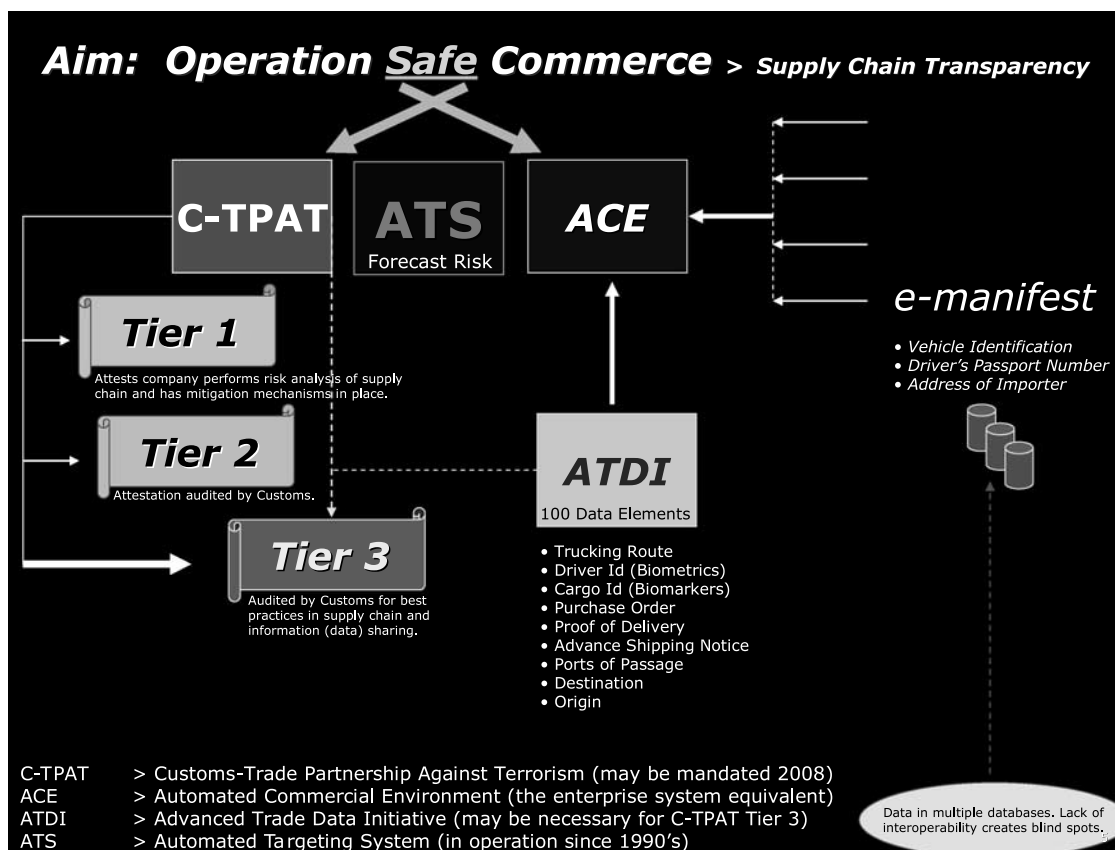 Aim: Operation Safe Commerce > Supply Chain Transparency
C-TPAT
ATS
Forecast Risk
ACE
e-manifest
• Vehicle Identification
• Driver's Passport Number
• Address of Importer
Tier 1
Attests company performs risk analysis of supply
chain and has mitigation mechanisms in place.
Tier 2
Attestation audited by Customs.
Tier 3
Audited by Customs for best
practices in supply chain and
information (data) sharing.
ATDI
100 Data Elements
• Trucking Route
• Driver Id (Biometrics)
• Cargo Id (Biomarkers)
• Purchase Order
• Proof of Delivery
• Advance Shipping Notice
• Ports of Passage
• Destination
• Origin
C-TPAT > Customs-Trade Partnership Against Terrorism (may be mandated 2008)
ACE > Automated Commercial Environment (the enterprise system equivalent)
ATDI > Advanced Trade Data Initiative (may be necessary for C-TPAT Tier 3)
ATS > Automated Targeting System (in operation since 1990's)
Data in multiple databases. Lack of
interoperability creates blind spots.